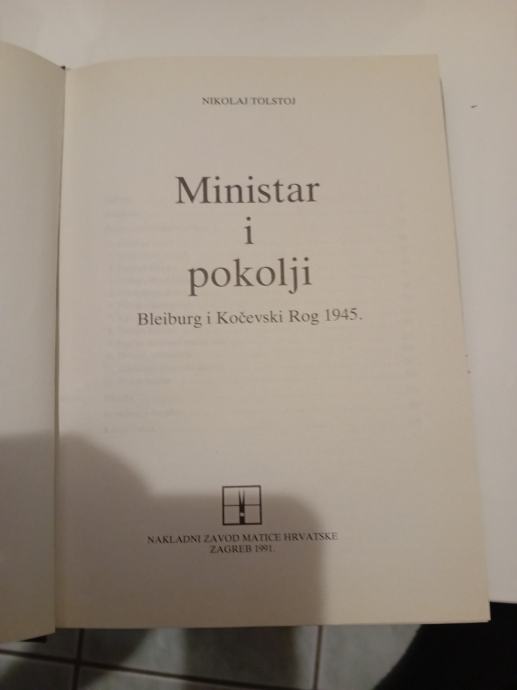 NIKOLAJ TOLSTOJ
Ministar
i
pokolji
Bleiburg i Kočevski Rog 1945.
NAKLADNI ZAVOD MATICE HRVATSKE
ZAGREB 1991.